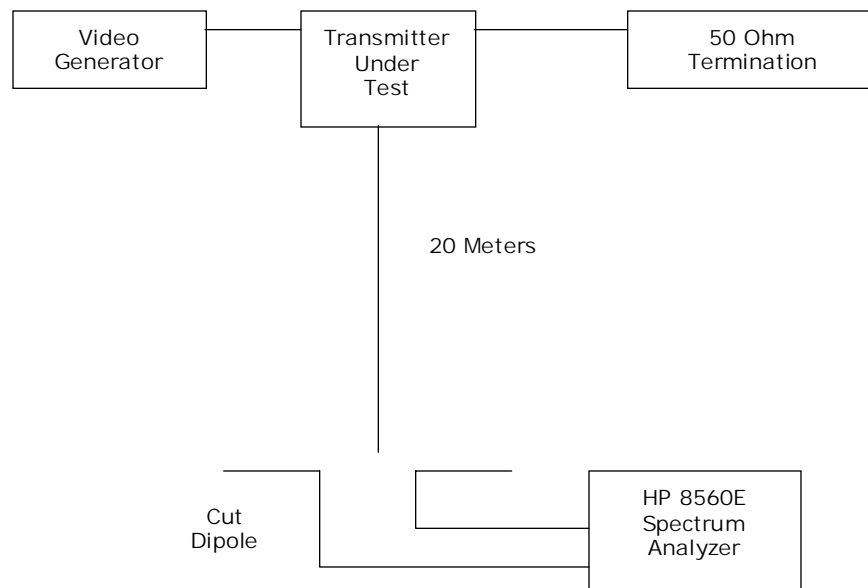 Video
Generator
Transmitter
Under
Test
50 Ohm
Termination
20 Meters
Cut
Dipole
HP 8560E
Spectrum
Analyzer